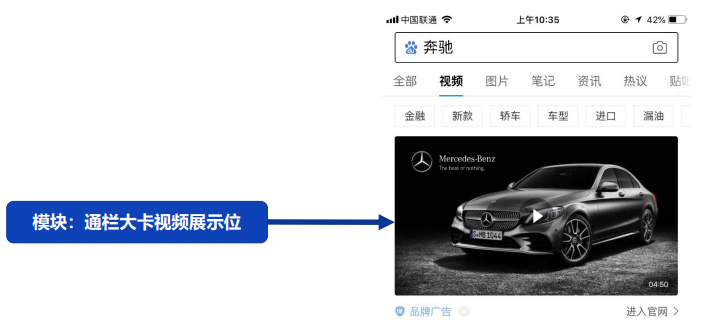 中国联通
上午10:35
42%
奔驰
全部 视频 图片 笔记 资讯 热议 贴吧
金融 新款 轿车 车型 进口 漏油
Mercedes-Benz
The best or nothing.
S·MB 1044
04:50
模块：通栏大卡视频展示位
品牌广告
进入官网